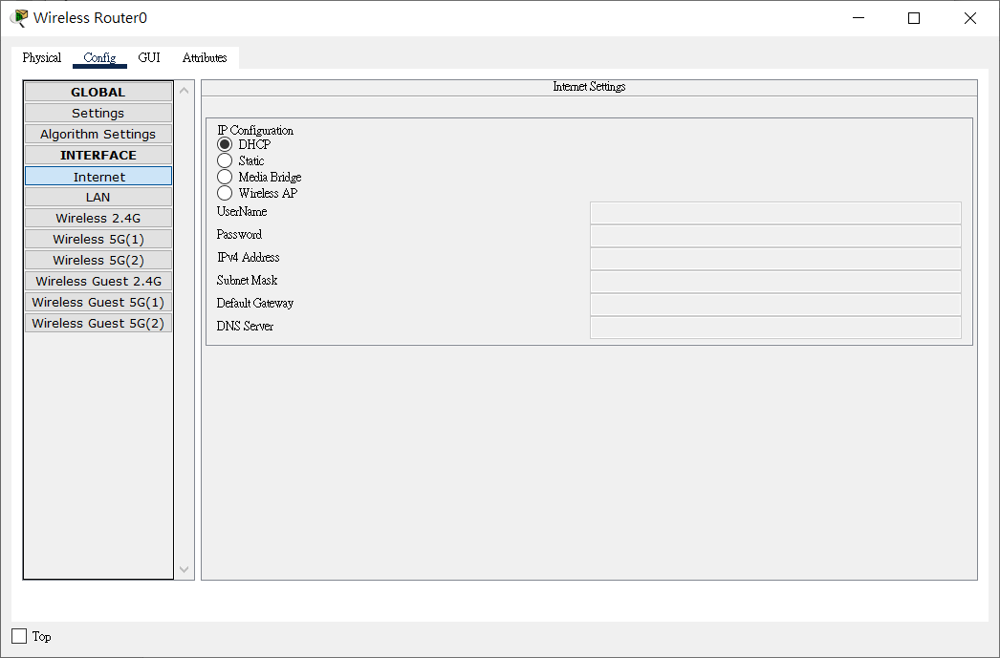 Wireless Router0
Physical Config GUI Attributes
GLOBAL
Settings
Algorithm Settings
INTERFACE
Internet
LAN
Wireless 2.4G
Wireless 5G(1)
Wireless 5G(2)
Wireless Guest 2.4G
Wireless Guest 5G(1)
Wireless Guest 5G(2)
Internet Settings
IP Configuration
DHCP
Static
Media Bridge
Wireless AP
UserName
Password
IPv4 Address
Subnet Mask
Default Gateway
DNS Server
Top